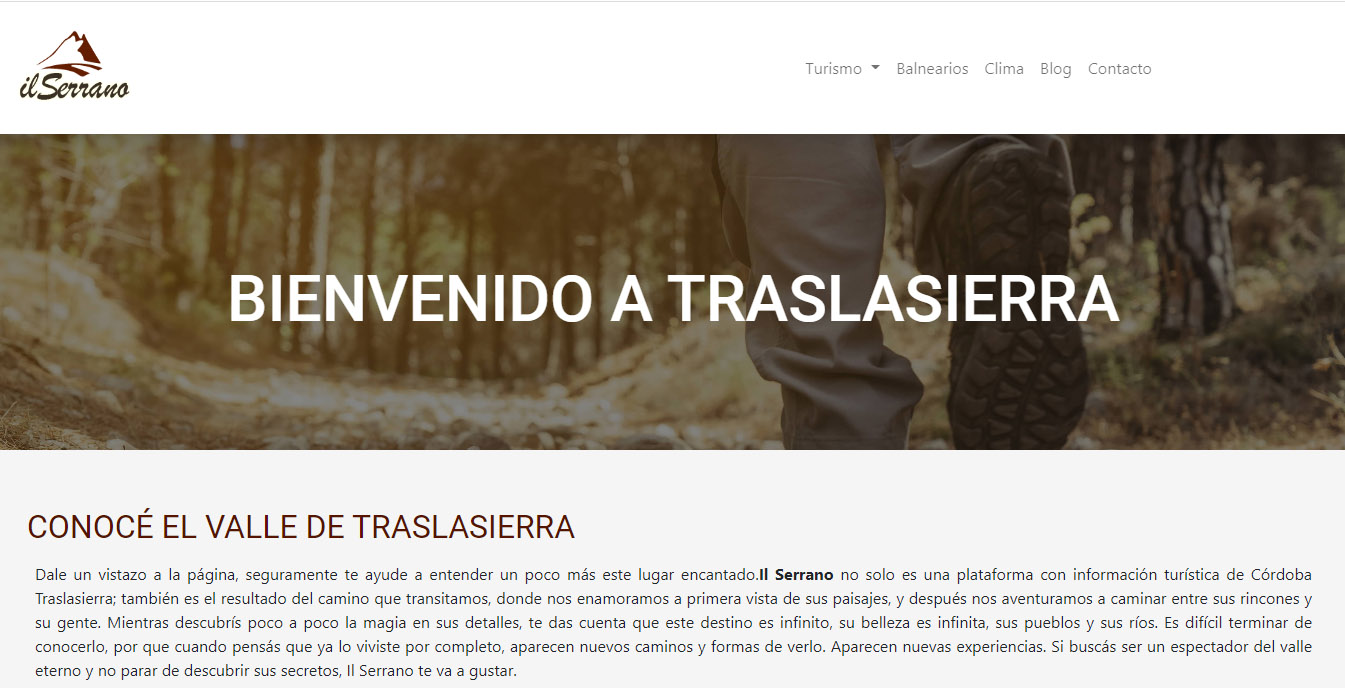 ilSerrano
Turismo Balnearios Clima Blog Contacto
BIENVENIDO A TRASLASIERRA
CONOCÉ EL VALLE DE TRASLASIERRA
Dale un vistazo a la página, seguramente te ayude a entender un poco más este lugar encantado.Il Serrano no solo es una plataforma con información turística de Córdoba
Traslasierra; también es el resultado del camino que transitamos, donde nos enamoramos a primera vista de sus paisajes, y después nos aventuramos a caminar entre sus rincones y
su gente. Mientras descubrís poco a poco la magia en sus detalles, te das cuenta que este destino es infinito, su belleza es infinita, sus pueblos y sus ríos. Es difícil terminar de
conocerlo, por que cuando pensás que ya lo viviste por completo, aparecen nuevos caminos y formas de verlo. Aparecen nuevas experiencias. Si buscás ser un espectador del valle
eterno y no parar de descubrir sus secretos, Il Serrano te va a gustar.